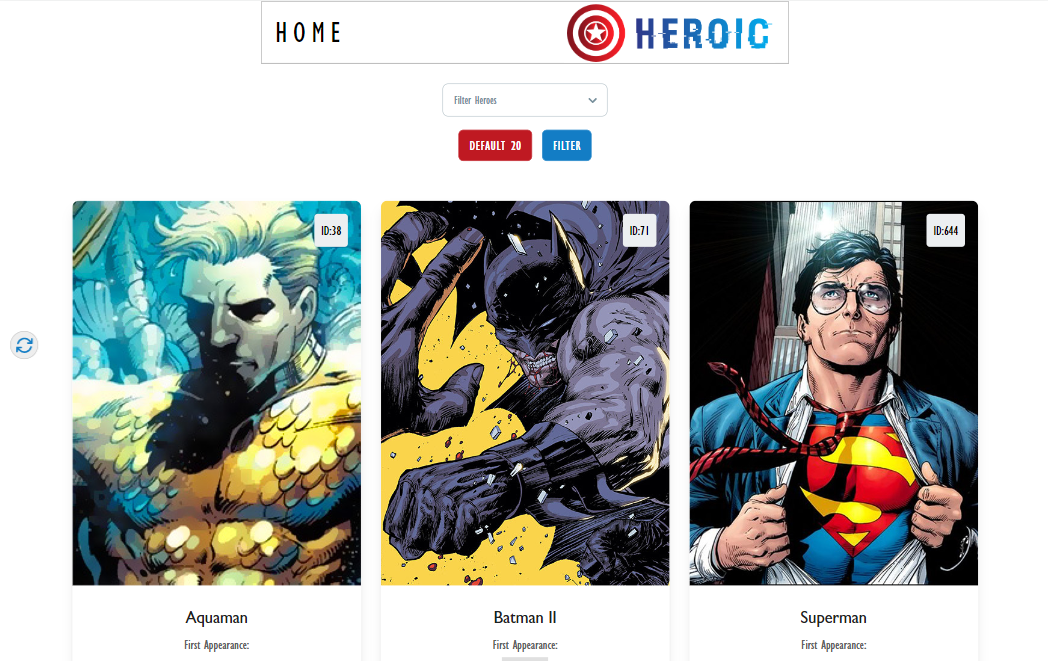 HOME
HEROIC
Filter Heroes
DEFAULT 20
FILTER
ID:38
ID:71
ID:644
Aquaman
Batman II
Superman
First Appearance:
First Appearance:
First Appearance: